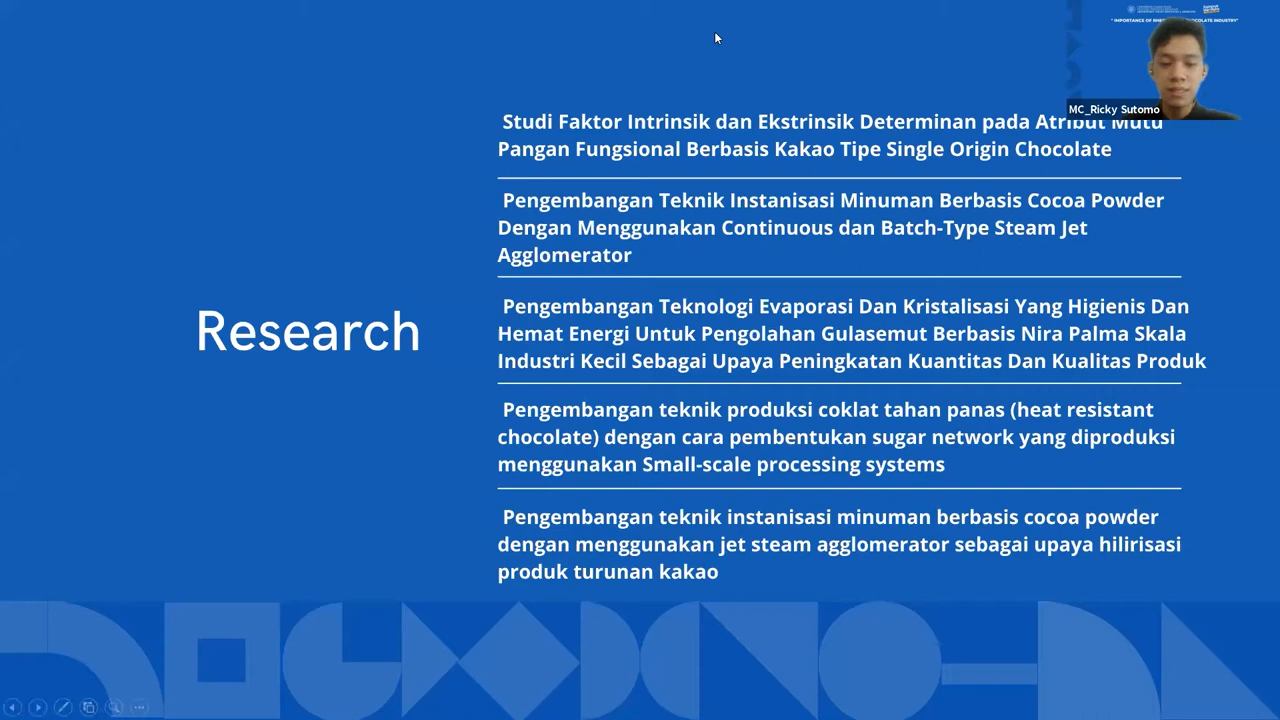 " IMPORTANCE OF CHOCOLATE INDUSTRY"
MC_Ricky Sutomo
Studi Faktor Intrinsik dan Ekstrinsik Determinan pada Atribut Mutu
Pangan Fungsional Berbasis Kakao Tipe Single Origin Chocolate
Pengembangan Teknik Instanisasi Minuman Berbasis Cocoa Powder
Dengan Menggunakan Continuous dan Batch-Type Steam Jet
Agglomerator
Research
Pengembangan Teknologi Evaporasi Dan Kristalisasi Yang Higienis Dan
Hemat Energi Untuk Pengolahan Gulasemut Berbasis Nira Palma Skala
Industri Kecil Sebagai Upaya Peningkatan Kuantitas Dan Kualitas Produk
Pengembangan teknik produksi coklat tahan panas (heat resistant
chocolate) dengan cara pembentukan sugar network yang diproduksi
menggunakan Small-scale processing systems
Pengembangan teknik instanisasi minuman berbasis cocoa powder
dengan menggunakan jet steam agglomerator sebagai upaya hilirisasi
produk turunan kakao